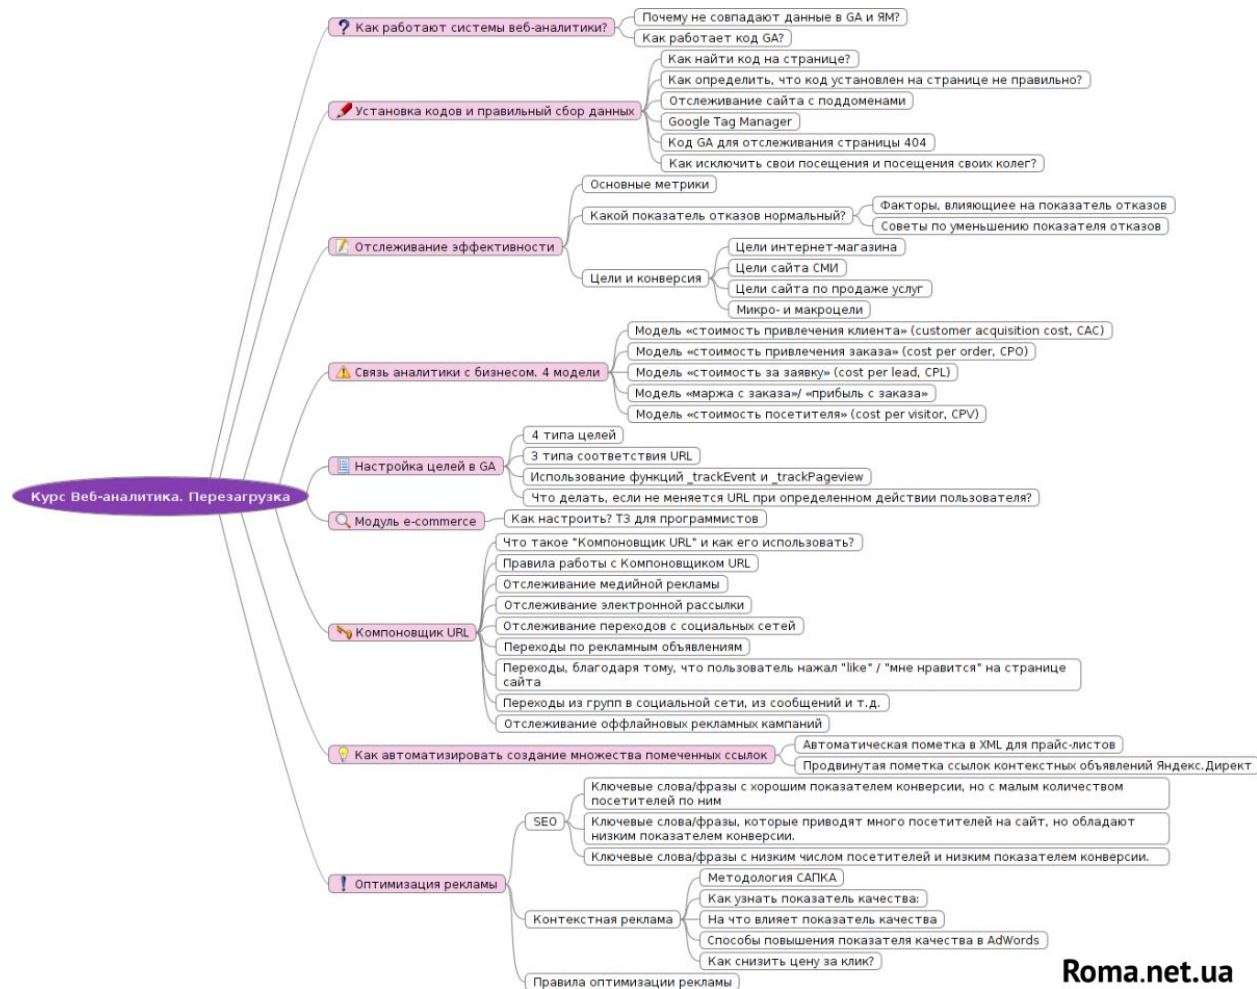 Как работают системы веб-аналитики?
Почему не совпадают данные в GA и ЯМ?
Как работает код GA?
Установка кодов и правильный сбор данных
Как найти код на странице?
Как определить, что код установлен на странице не правильно?
Отслеживание сайта с поддоменами
Google Tag Manager
Код GA для отслеживания страницы 404
Как исключить свои посещения и посещения своих колег?
Отслеживание эффективности
Основные метрики
Какой показатель отказов нормальный?
Факторы, влияющиее на показатель отказов
Советы по уменьшению показателя отказов
Цели и конверсия
Цели интернет-магазина
Цели сайта СМИ
Цели сайта по продаже услуг
Микро- и макроцели
Связь аналитики с бизнесом. 4 модели
Модель «стоимость привлечения клиента» (customer acquisition cost, CAC)
Модель «стоимость привлечения заказа» (cost per order, CPO)
Модель «стоимость за заявку» (cost per lead, CPL)
Модель «маржа с заказа»/ «прибыль с заказа»
Модель «стоимость посетителя» (cost per visitor, CPV)
Курс Веб-аналитика. Перезагрузка
Настройка целей в GA
4 типа целей
3 типа соответствия URL
Использование функций _trackEvent и _trackPageview
Что делать, если не меняется URL при определенном действии пользователя?
Модуль e-commerce
Как настроить? ТЗ для программистов
Компоновщик URL
Что такое "Компоновщик URL" и как его использовать?
Правила работы с Компоновщиком URL
Отслеживание медийной рекламы
Отслеживание электронной рассылки
Отслеживание переходов с социальных сетей
Переходы по рекламным объявлениям
Переходы, благодаря тому, что пользователь нажал "like" / "мне нравится" на странице
сайта
Переходы из групп в социальной сети, из сообщений и т.д.
Отслеживание оффлайновых рекламных кампаний
Как автоматизировать создание множества помеченных ссылок
Автоматическая пометка в XML для прайс-листов
Продвинутая пометка ссылок контекстных объявлений Яндекс.Директ
Оптимизация рекламы
SEO
Ключевые слова/фразы с хорошим показателем конверсии, но с малым количеством
посетителей по ним
Ключевые слова/фразы, которые приводят много посетителей на сайт, но обладают
низким показателем конверсии.
Ключевые слова/фразы с низким числом посетителей и низким показателем конверсии.
Контекстная реклама
Методология САПКА
Как узнать показатель качества:
На что влияет показатель качества
Способы повышения показателя качества в AdWords
Как снизить цену за клик?
Правила оптимизации рекламы
Roma.net.ua